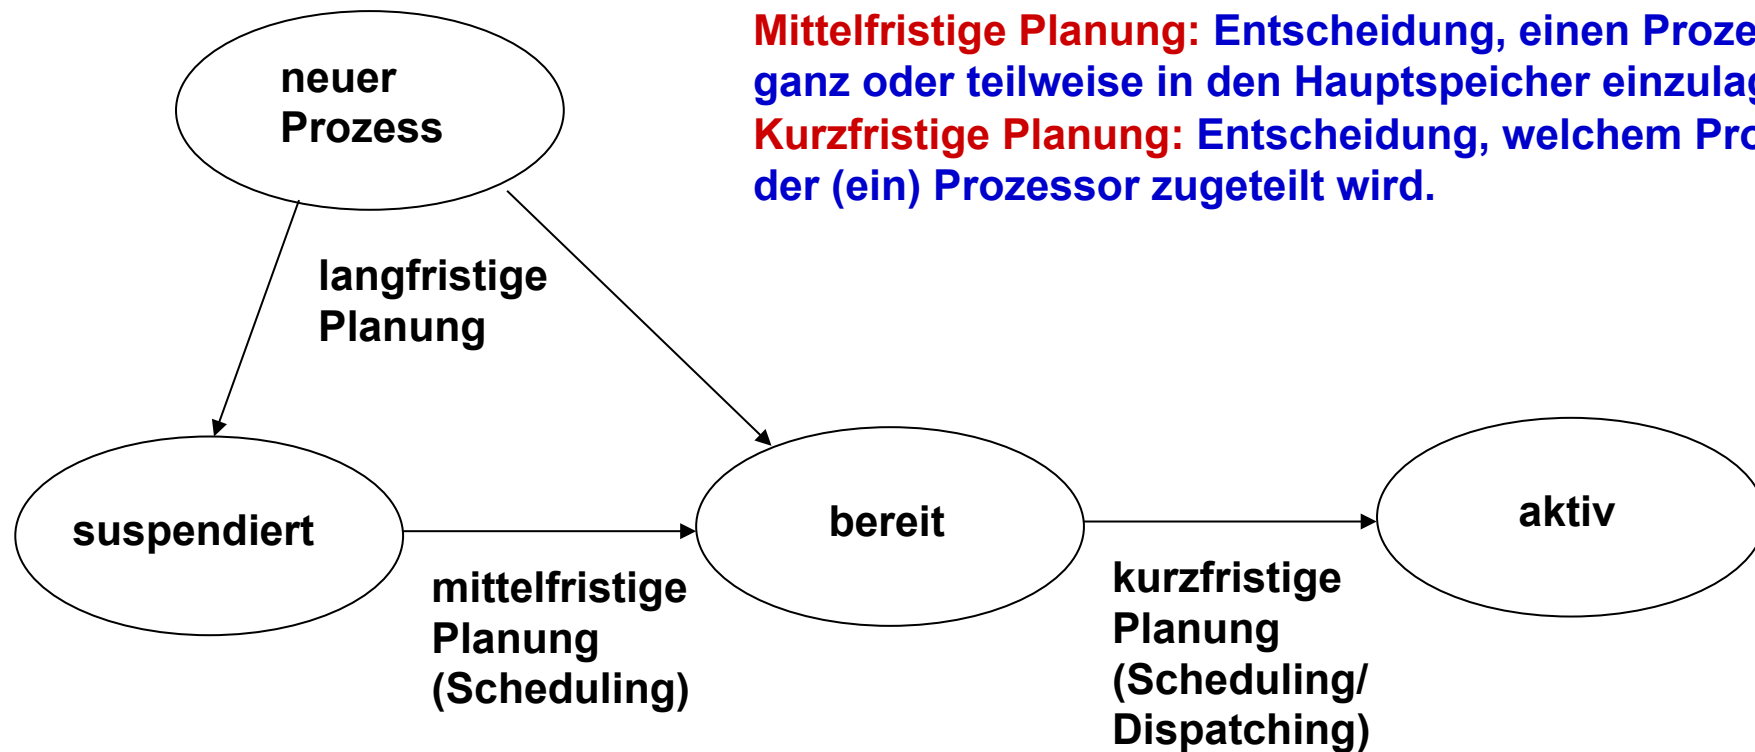 Mittelfristige Planung: Entscheidung, einen Proze
ganz oder teilweise in den Hauptspeicher einzulag
Kurzfristige Planung: Entscheidung, welchem Pro
der (ein) Prozessor zugeteilt wird.
neuer
Prozess
langfristige
Planung
suspendiert
mittelfristige
Planung
(Scheduling)
bereit
kurzfristige
Planung
(Scheduling/
Dispatching)
aktiv